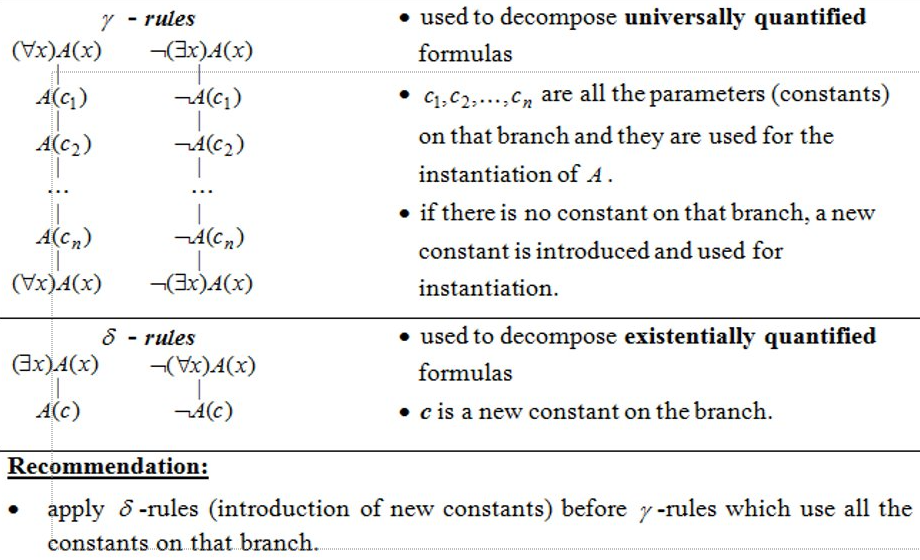 γ - rules
(∀x)A(x) ¬(∃x)A(x)
A(c₁) ¬A(c₁)
A(c₂) ¬A(c₂)
... ...
A(cₙ) ¬A(cₙ)
(∀x)A(x) ¬(∃x)A(x)
• used to decompose universally quantified
formulas
• c₁,c₂,...,cₙ are all the parameters (constants)
on that branch and they are used for the
instantiation of A.
• if there is no constant on that branch, a new
constant is introduced and used for
instantiation.
δ - rules
(∃x)A(x) ¬(∀x)A(x)
A(c) ¬A(c)
• used to decompose existentially quantified
formulas
• c is a new constant on the branch.
Recommendation:
• apply δ-rules (introduction of new constants) before γ-rules which use all the
constants on that branch.